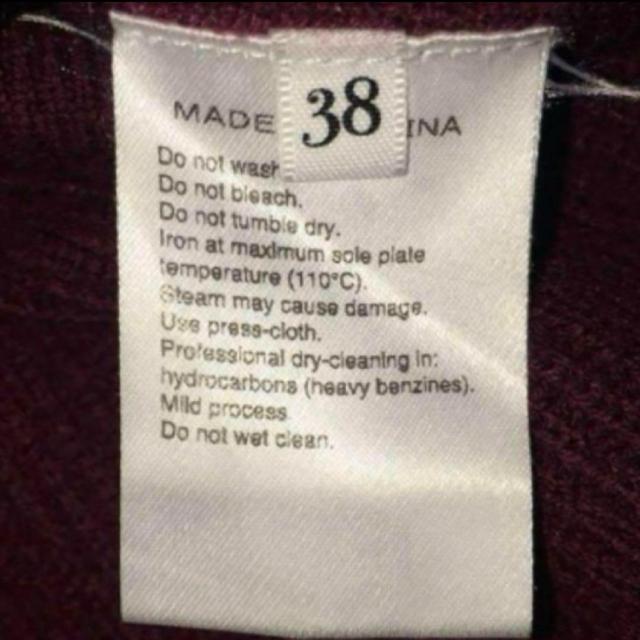 38
MADE INA
Do not wash
Do not bleach.
Do not tumble dry.
Iron at maximum sole plate
temperature (110°C).
Steam may cause damage.
Use press-cloth.
Professional dry-cleaning in:
hydrocarbons (heavy benzines).
Mild process
Do not wet clean.